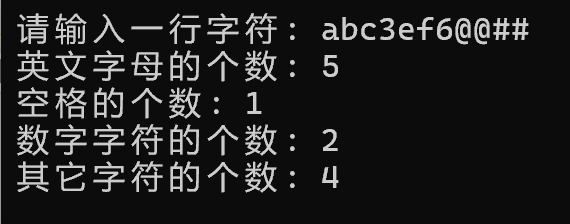 请输入一行字符: abc3ef6@@##
英文字母的个数: 5
空格的个数: 1
数字字符的个数: 2
其它字符的个数: 4